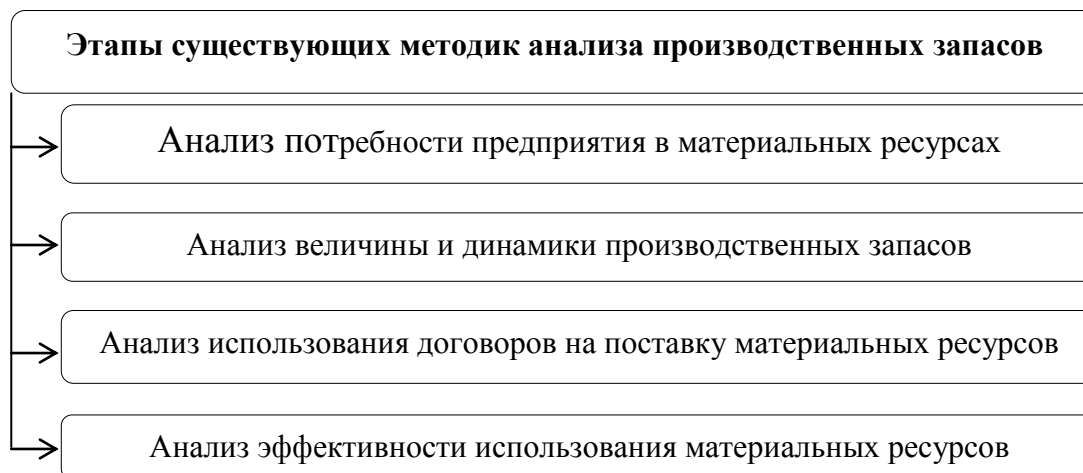 Этапы существующих методик анализа производственных запасов
Анализ потребности предприятия в материальных ресурсах
Анализ величины и динамики производственных запасов
Анализ использования договоров на поставку материальных ресурсов
Анализ эффективности использования материальных ресурсов